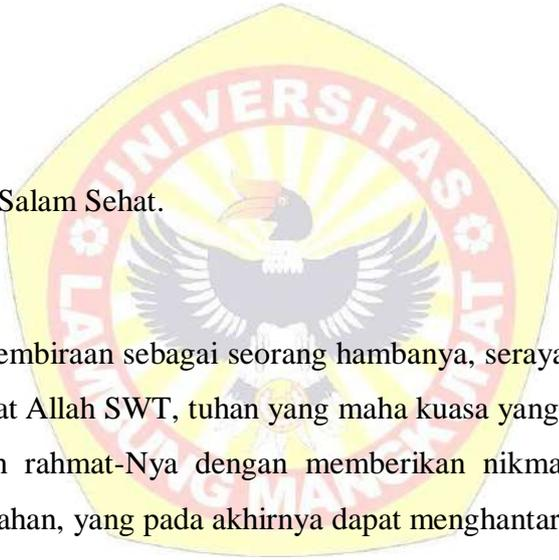 UNIVERSITAS
LAMBUNG MANGKURAT
Salam Sehat.
embiraan sebagai seorang hambanya, seraya
at Allah SWT, tuhan yang maha kuasa yang
rahmat-Nya dengan memberikan nikma
ahan, yang pada akhirnya dapat menghantar